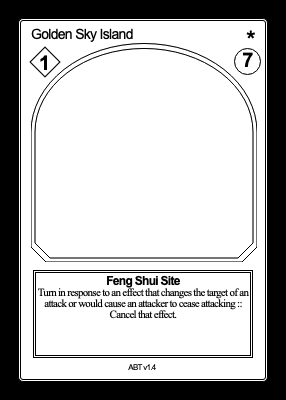 Golden Sky Island *
1 7
Feng Shui Site
Turn in response to an effect that changes the target of an
attack or would cause an attacker to cease attacking ::
Cancel that effect.
ABT v1.4